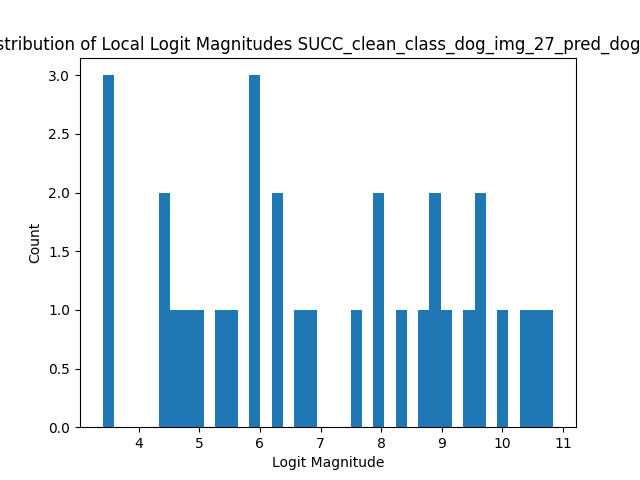 stribution of Local Logit Magnitudes SUCC_clean_class_dog_img_27_pred_dog
3.0
2.5
2.0
1.5
1.0
0.5
0.0
Count
4 5 6 7 8 9 10 11
Logit Magnitude